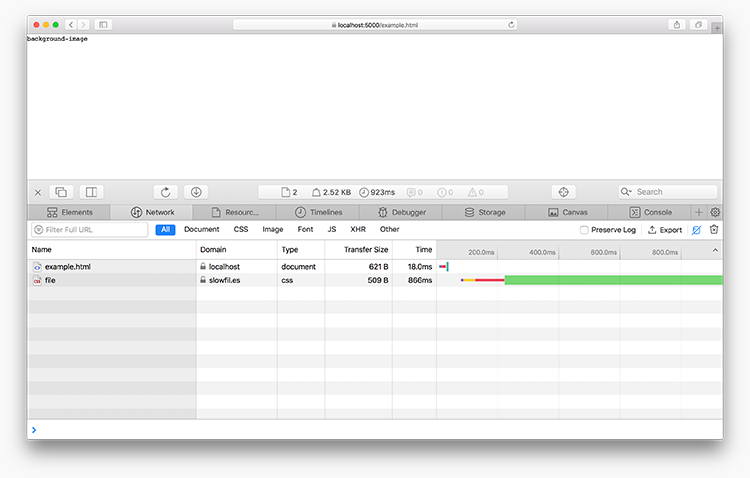 localhost:5000/example.html
background-image
2 2.52 KB 923ms 0 0 0 Search
Elements Network Resourc... Timelines Debugger Storage Canvas Console
Filter Full URL All Document CSS Image Font JS XHR Other Preserve Log Export
Name Domain Type Transfer Size Time 200.0ms 400.0ms 600.0ms 800.0ms
example.html localhost document 621 B 18.0ms
file slowfil.es css 509 B 866ms